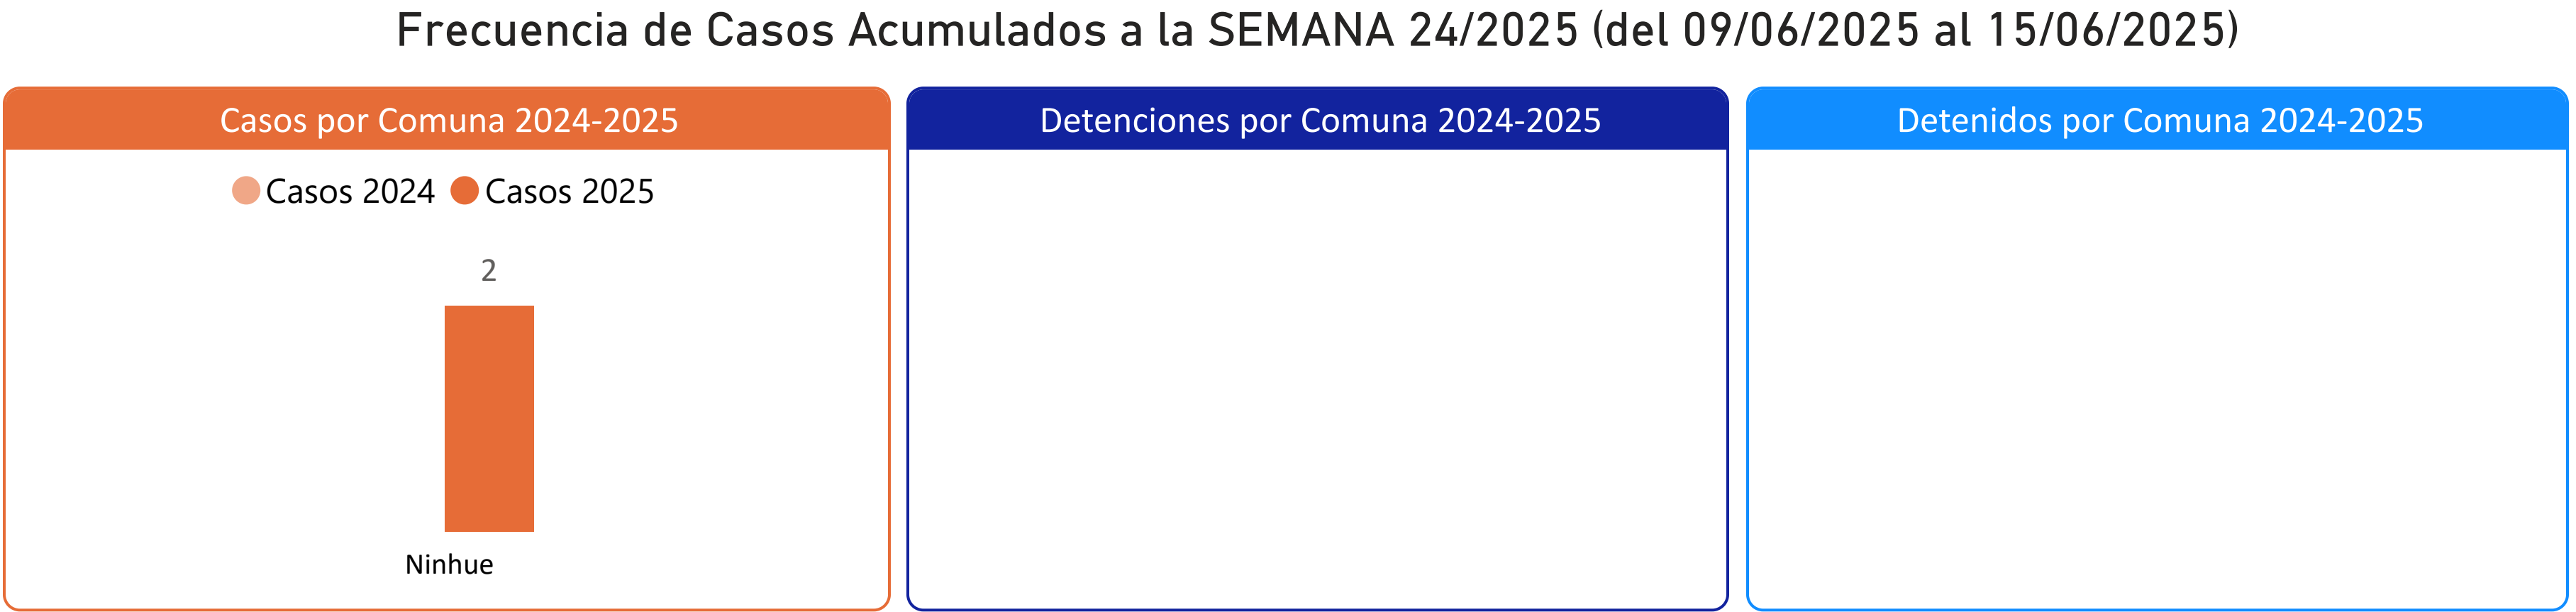 Frecuencia de Casos Acumulados a la SEMANA 24/2025 (del 09/06/2025 al 15/06/2025)
Casos por Comuna 2024-2025
Casos 2024 Casos 2025
2
Ninhue
Detenciones por Comuna 2024-2025
Detenidos por Comuna 2024-2025